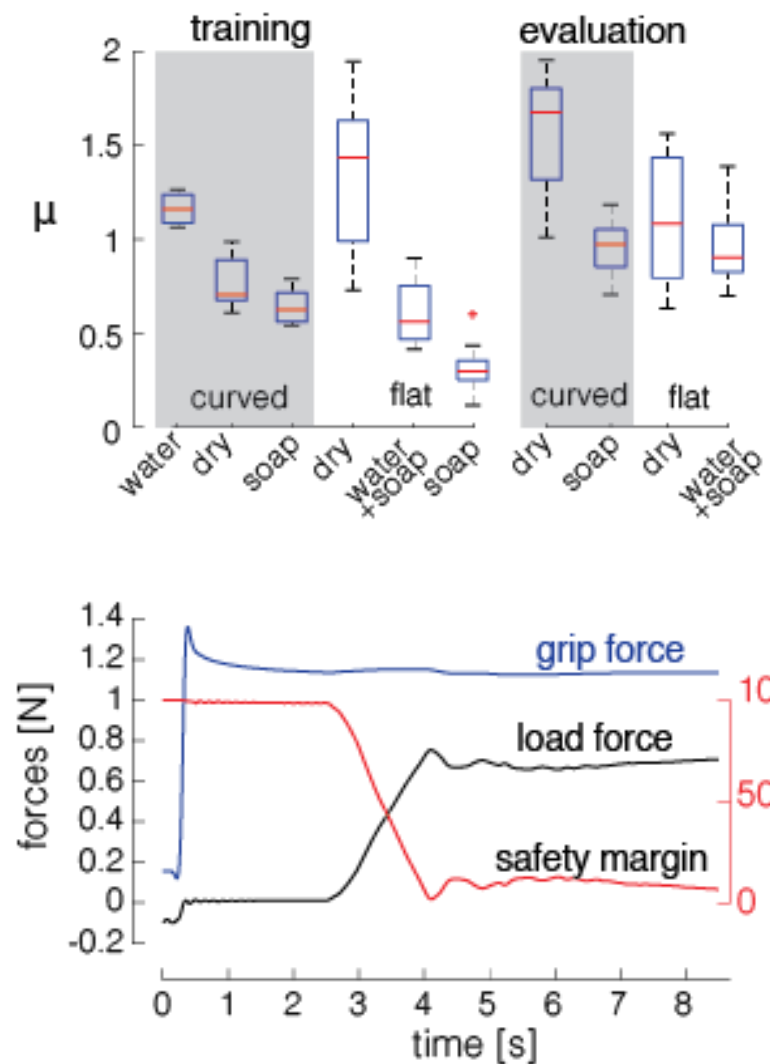 training evaluation
2
1.5
μ
1
0.5
0
curved flat curved flat
water dry soap dry water +soap soap dry soap dry water +soap
1.4
1.2
1
0.8
0.6
0.4
0.2
0
-0.2
forces [N]
grip force
load force
safety margin
10
50
0
0 1 2 3 4 5 6 7 8
time [s]